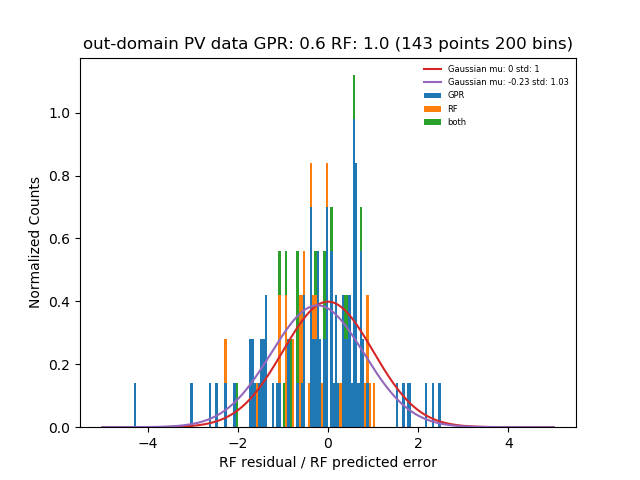 out-domain PV data GPR: 0.6 RF: 1.0 (143 points 200 bins)
Gaussian mu: 0 std: 1
Gaussian mu: -0.23 std: 1.03
GPR
RF
both
Normalized Counts
1.0
0.8
0.6
0.4
0.2
0.0
−4 −2 0 2 4
RF residual / RF predicted error